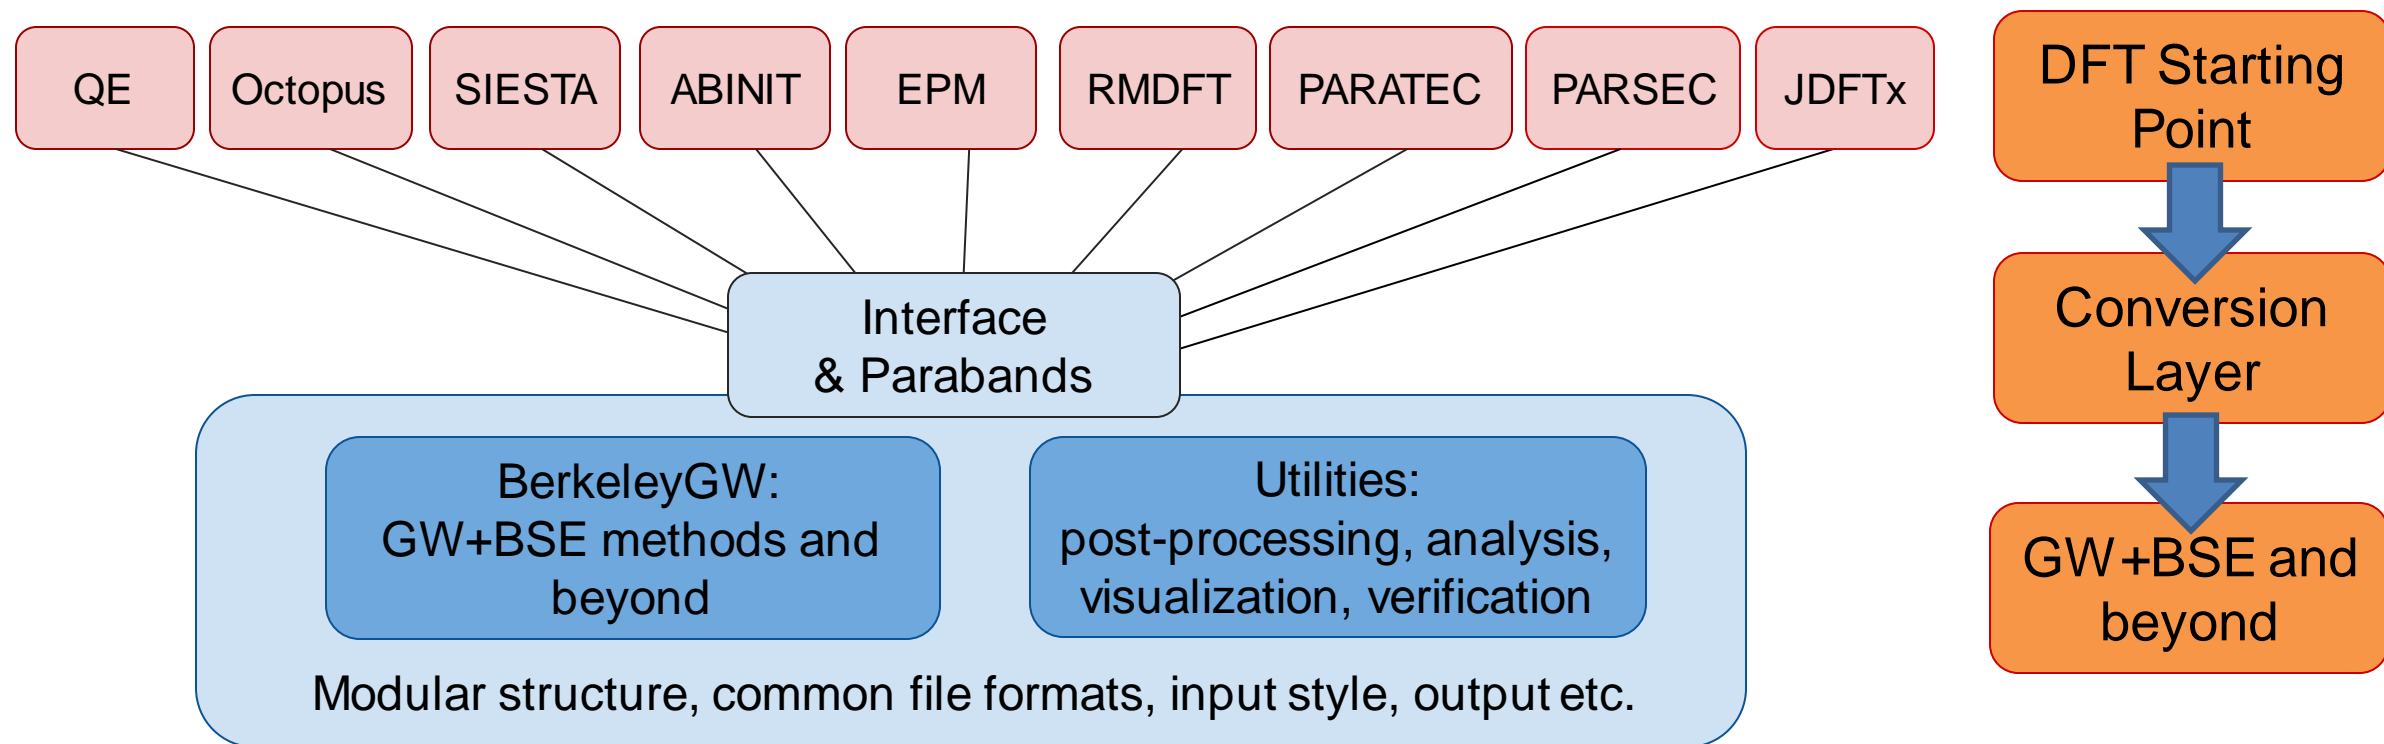 QE
Octopus
SIESTA
ABINIT
EPM
RMDFT
PARATEC
PARSEC
JDFTx
Interface
& Parabands
BerkeleyGW:
GW+BSE methods and
beyond
Utilities:
post-processing, analysis,
visualization, verification
Modular structure, common file formats, input style, output etc.
DFT Starting
Point
Conversion
Layer
GW+BSE and
beyond